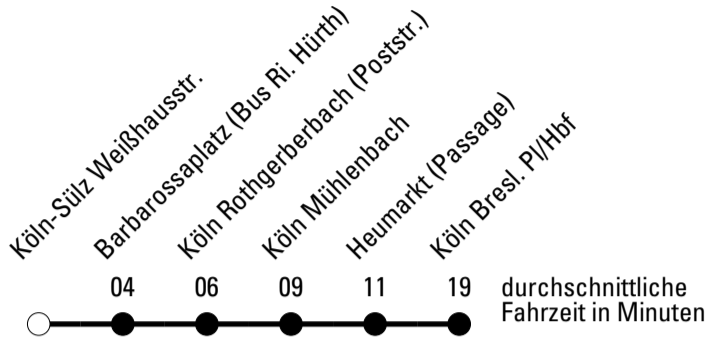 Köln-Sülz Weißhausstr.
Barbarossaplatz (Bus Ri. Hürth)
Köln Rothgerberbach (Poststr.)
Köln Mühlenbach
Heumarkt (Passage)
Köln Bresl. Pl/Hbf
04 06 09 11 19 durchschnittliche
Fahrzeit in Minuten